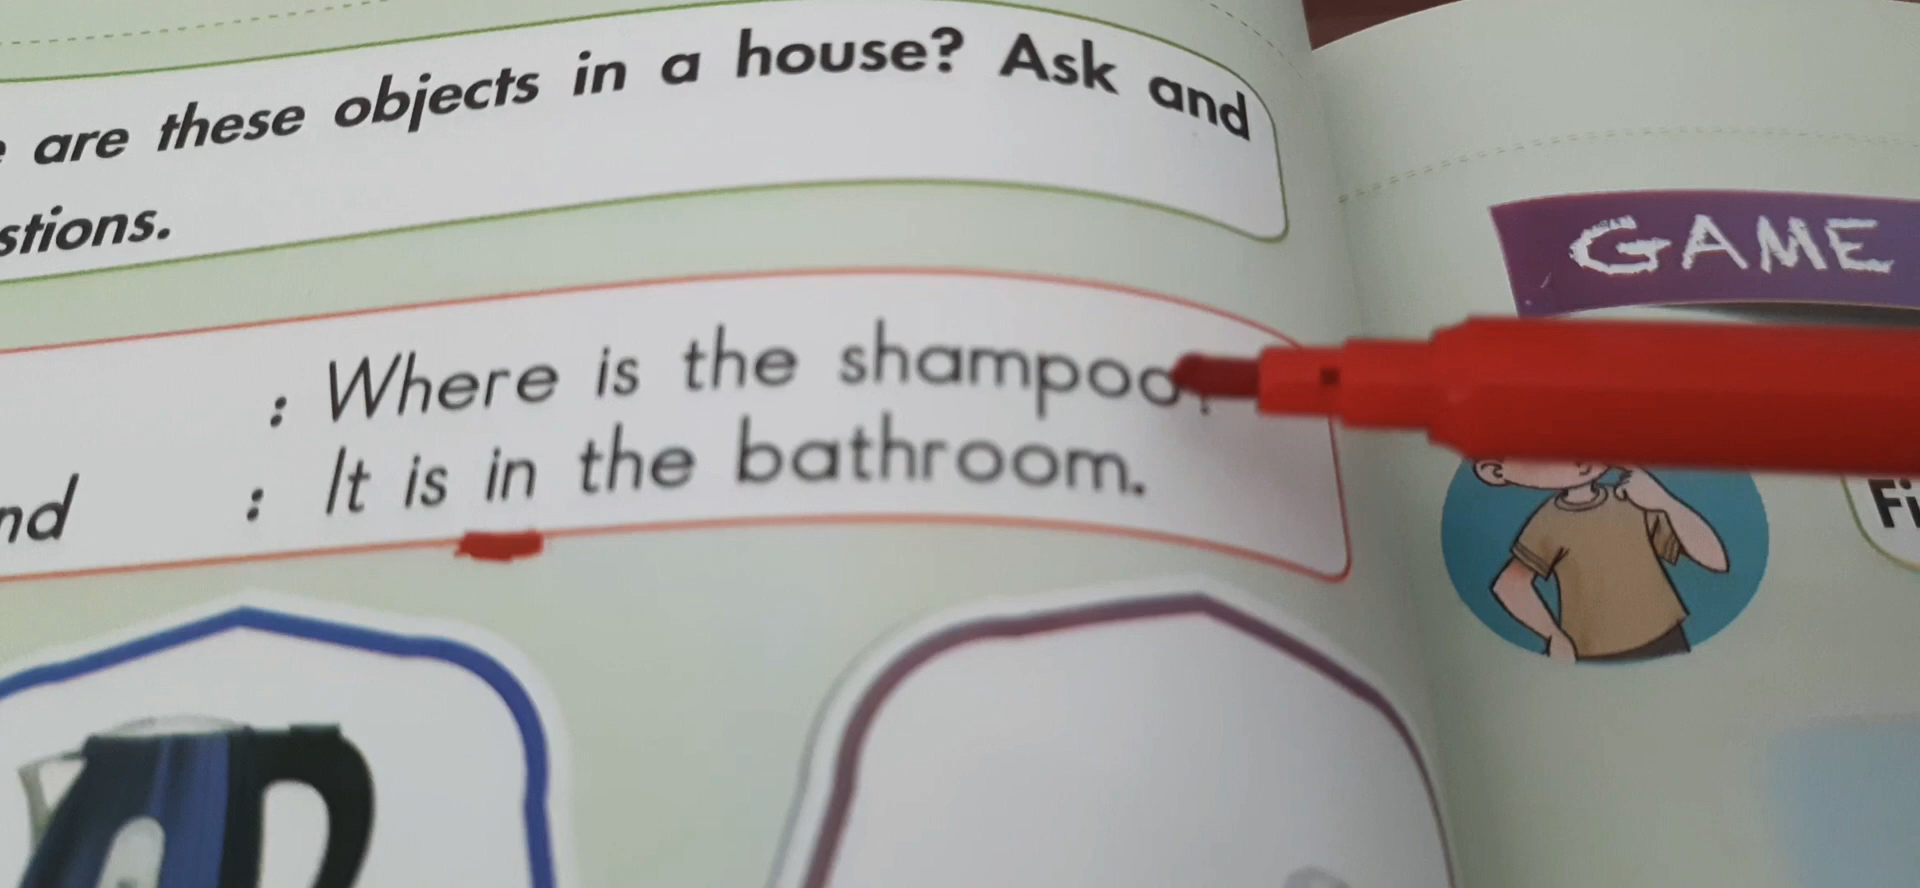 are these objects in a house? Ask and
stions.
: Where is the shampoo?
nd : It is in the bathroom.
GAME
Fi